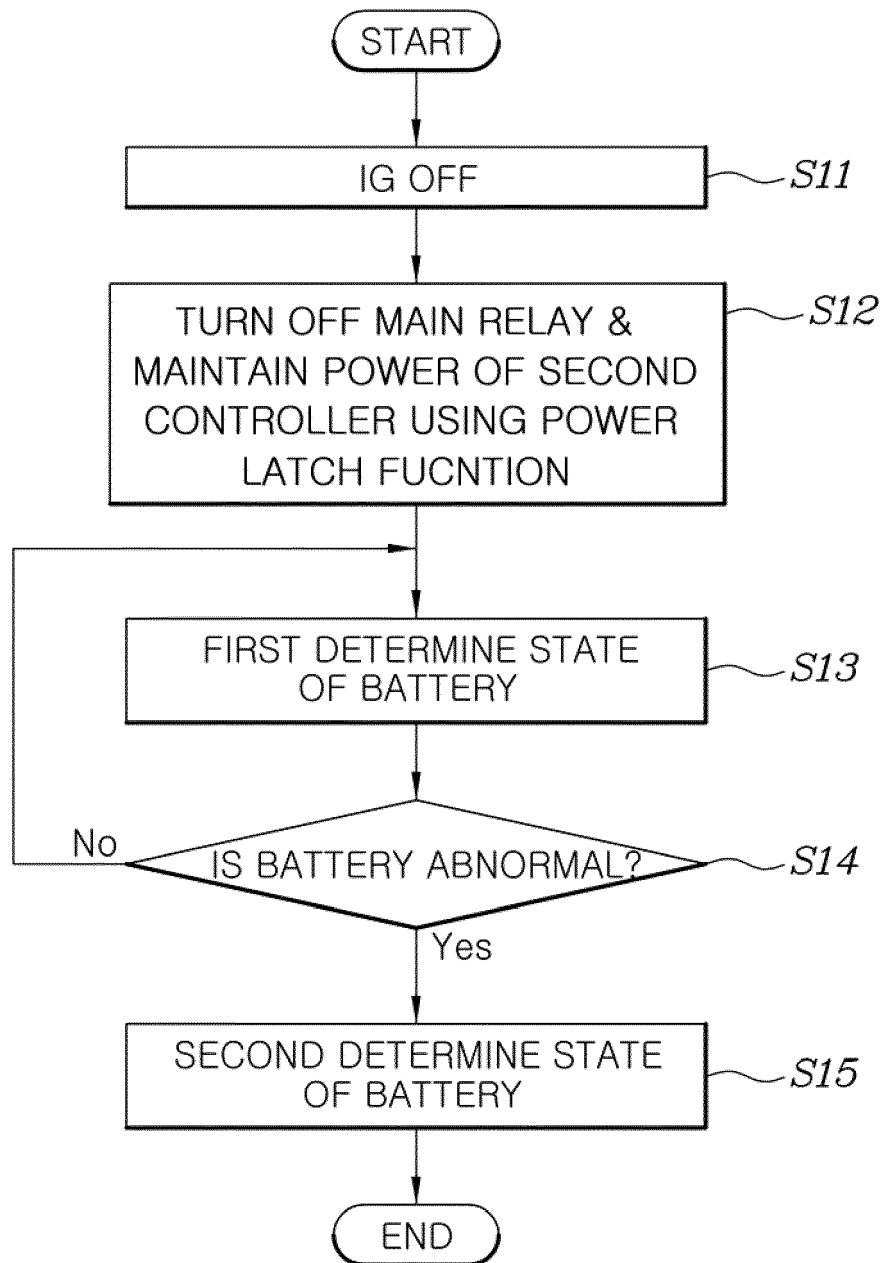 START
IG OFF
S11
TURN OFF MAIN RELAY &
MAINTAIN POWER OF SECOND
CONTROLLER USING POWER
LATCH FUCNTION
S12
FIRST DETERMINE STATE
OF BATTERY
S13
No
IS BATTERY ABNORMAL?
S14
Yes
SECOND DETERMINE STATE
OF BATTERY
S15
END